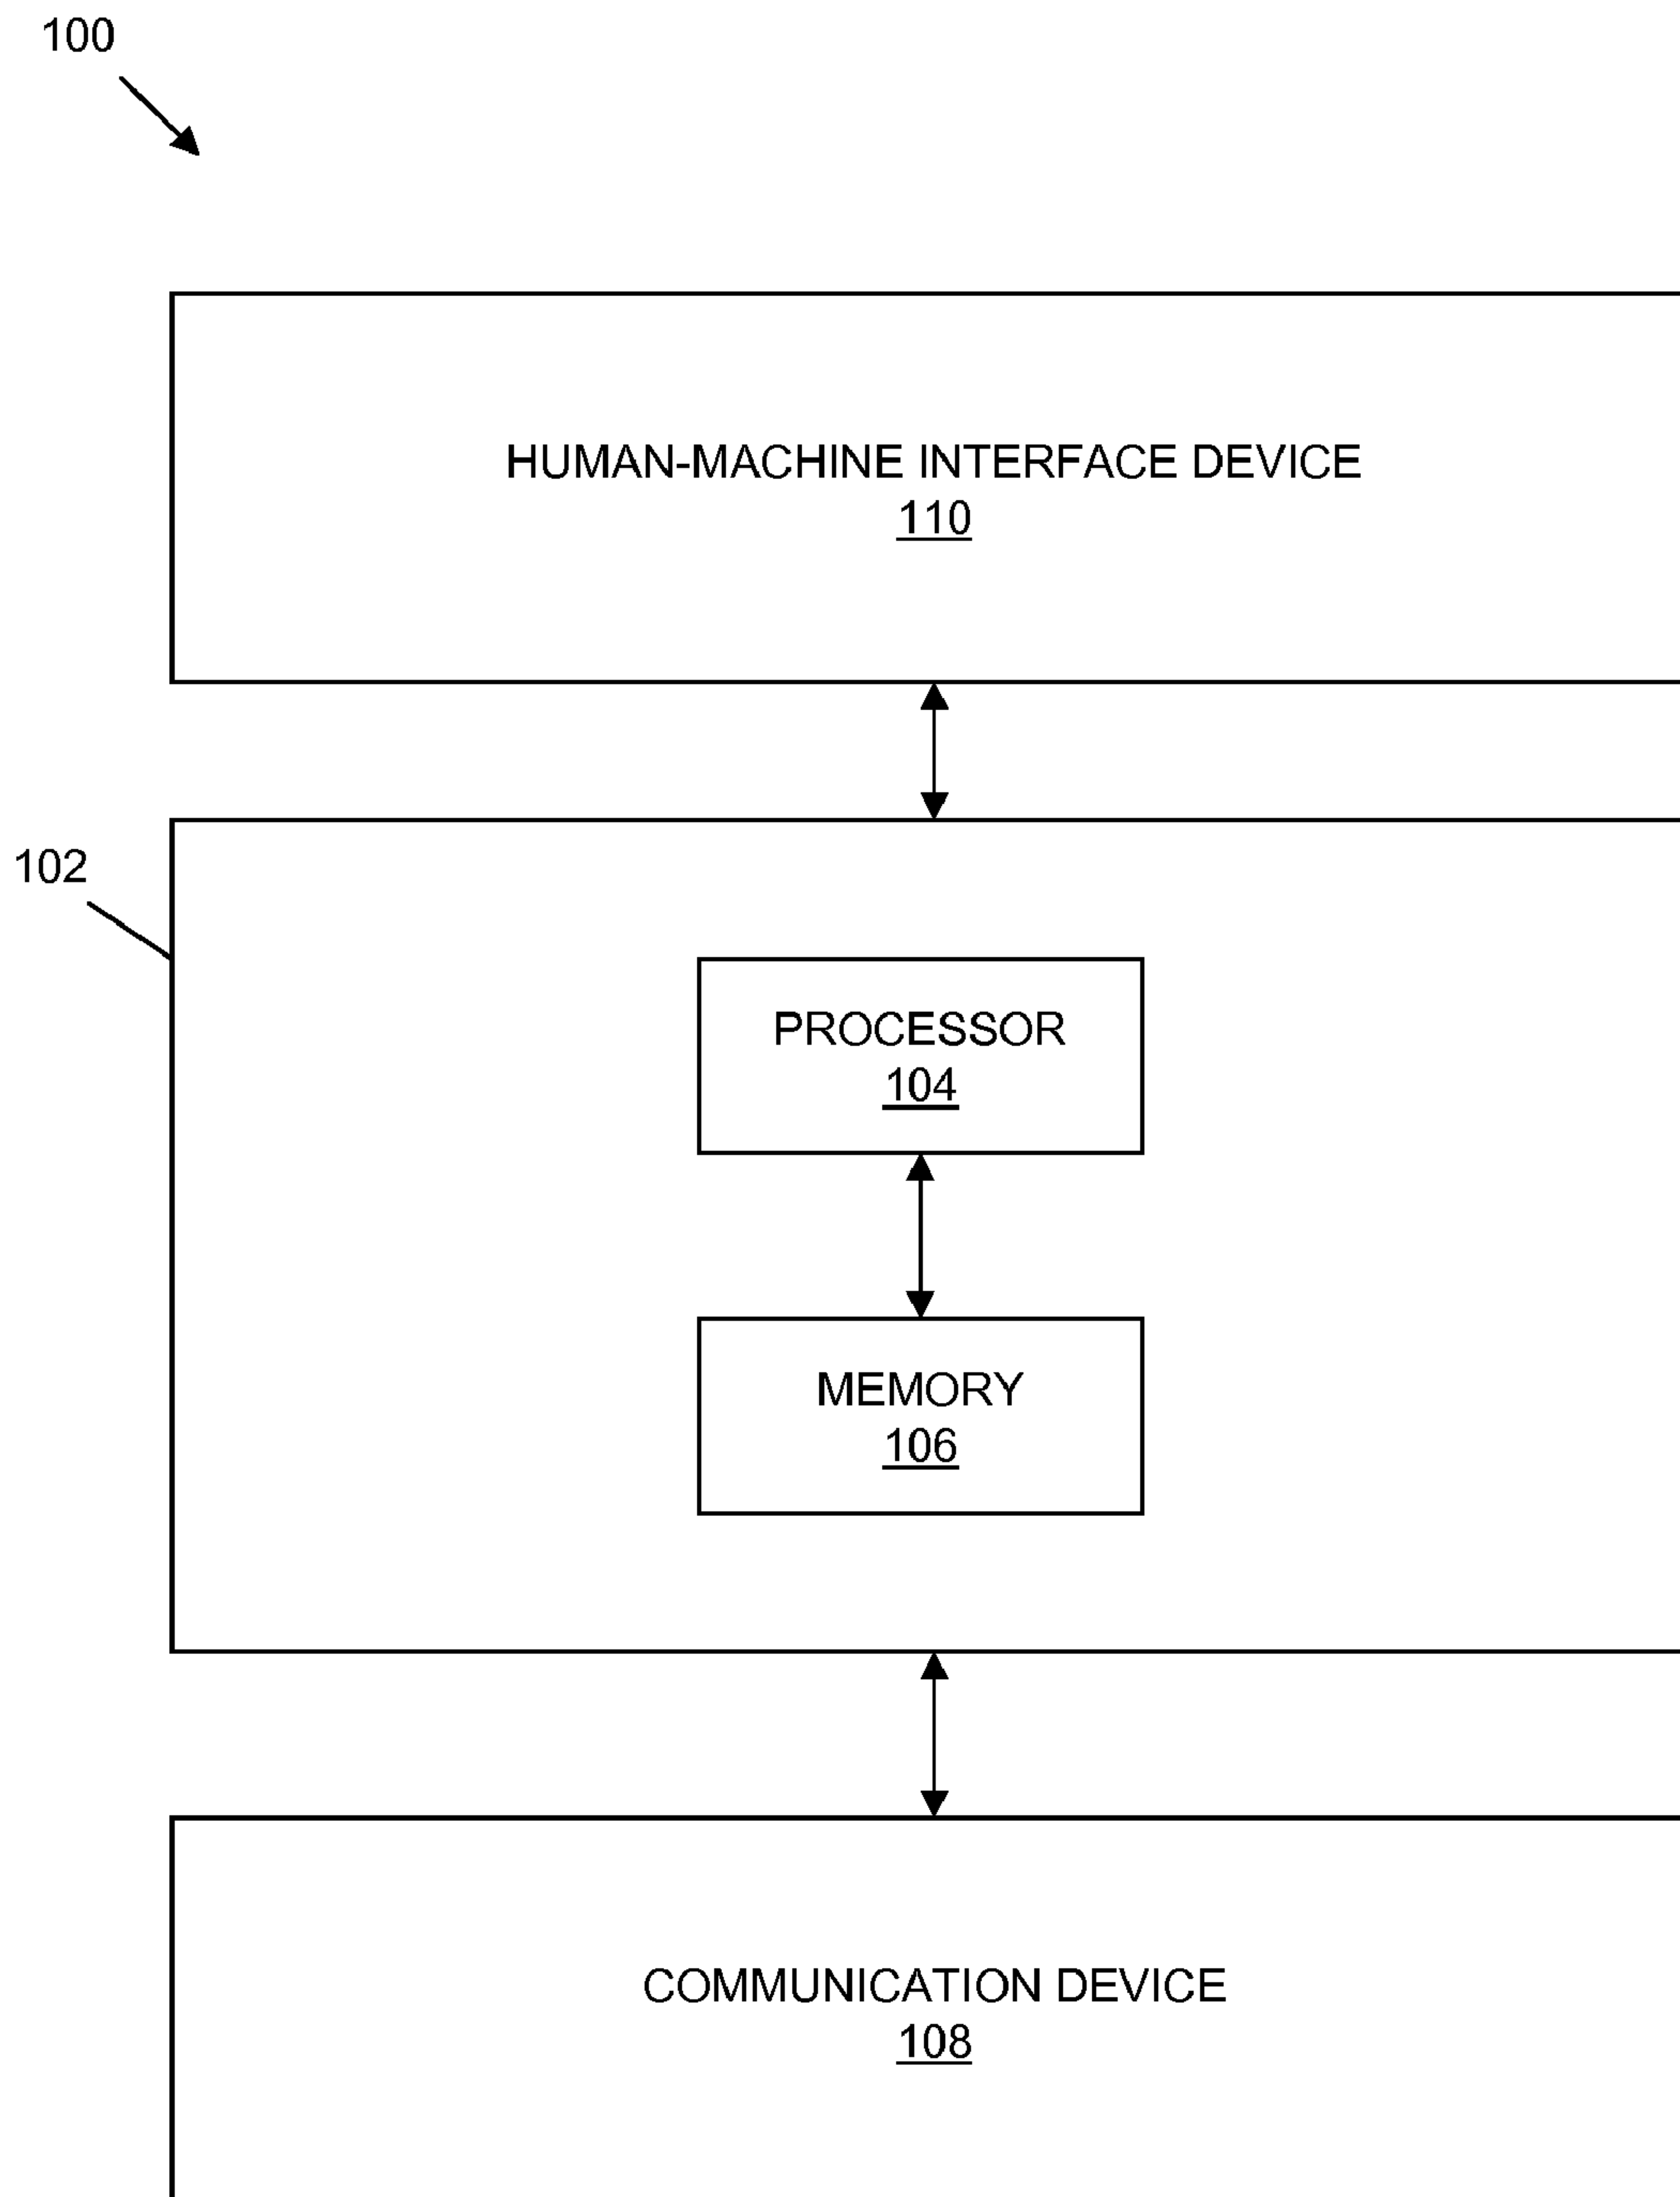 100
HUMAN-MACHINE INTERFACE DEVICE
110
102
PROCESSOR
104
MEMORY
106
COMMUNICATION DEVICE
108